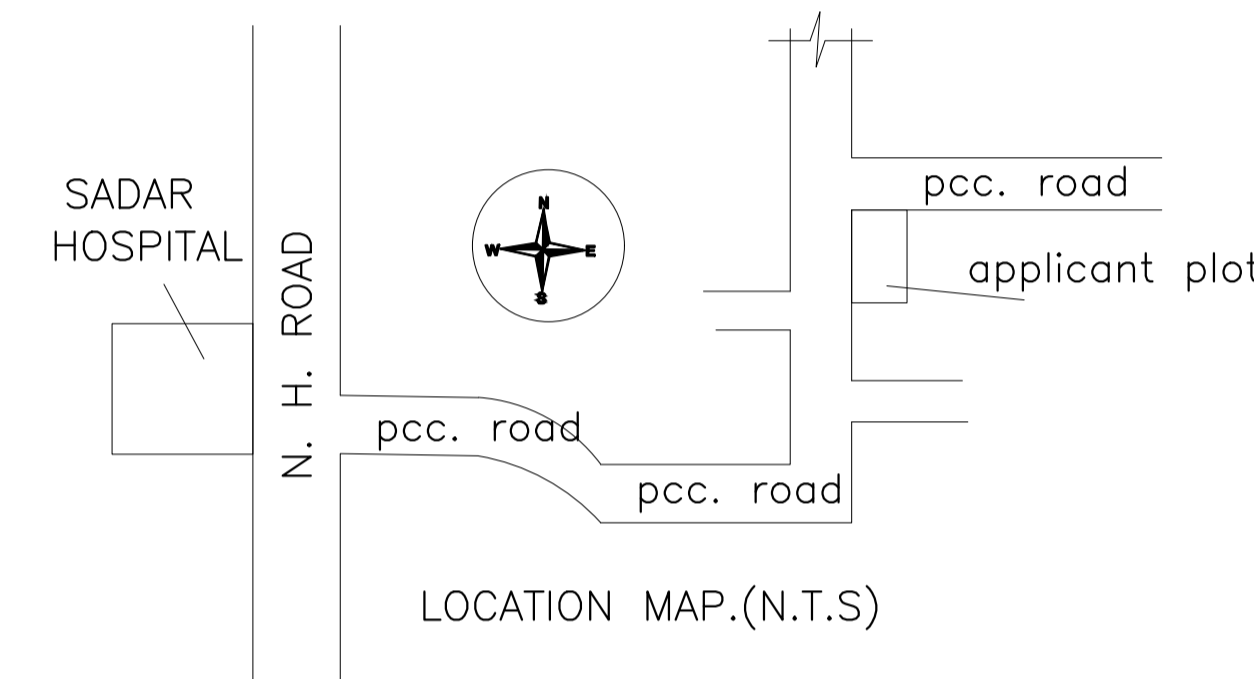 SADAR
HOSPITAL
N. H. ROAD
N
W
E
S
pcc. road
applicant plot
pcc. road
pcc. road
LOCATION MAP.(N.T.S)